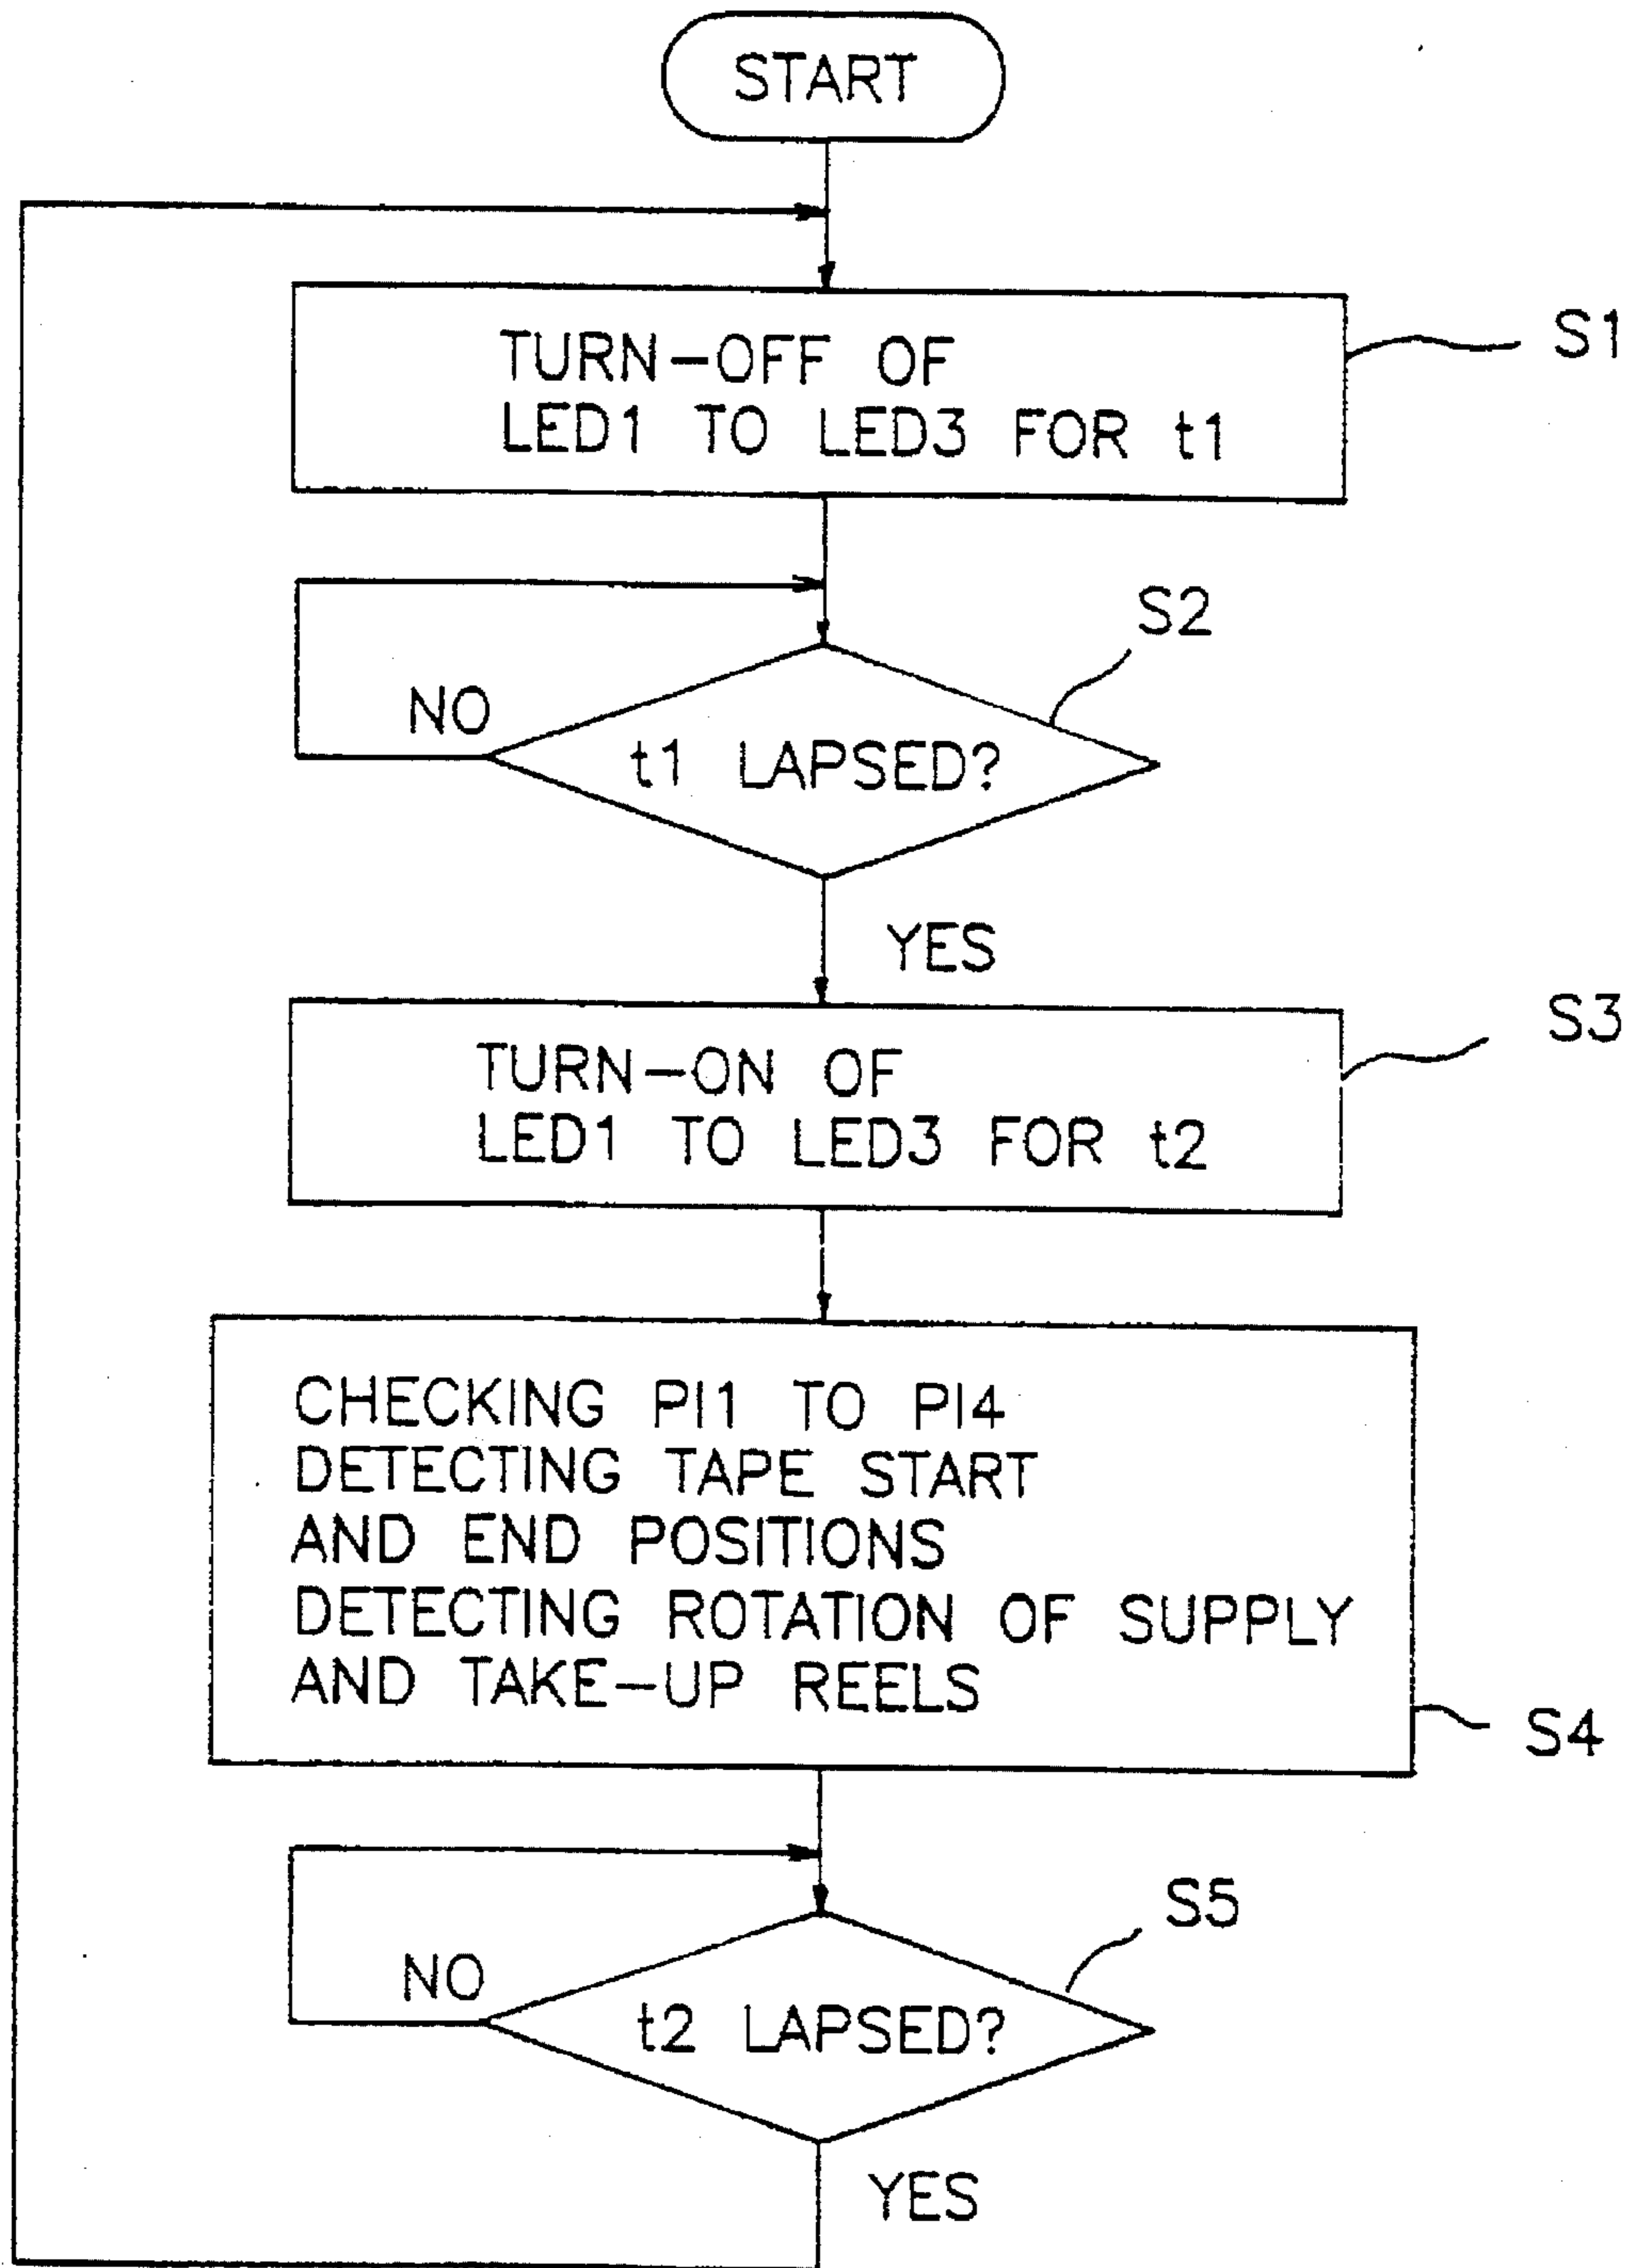 START
TURN-OFF OF
LED1 TO LED3 FOR t1
S1
S2
NO
t1 LAPSED?
YES
TURN-ON OF
LED1 TO LED3 FOR t2
S3
CHECKING PI1 TO PI4
DETECTING TAPE START
AND END POSITIONS
DETECTING ROTATION OF SUPPLY
AND TAKE-UP REELS
S4
S5
NO
t2 LAPSED?
YES